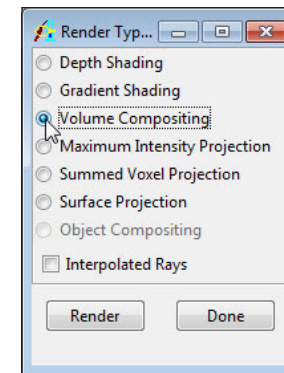 Render Typ...
Depth Shading
Gradient Shading
Volume Compositing
Maximum Intensity Projection
Summed Voxel Projection
Surface Projection
Object Compositing
Interpolated Rays
Render Done